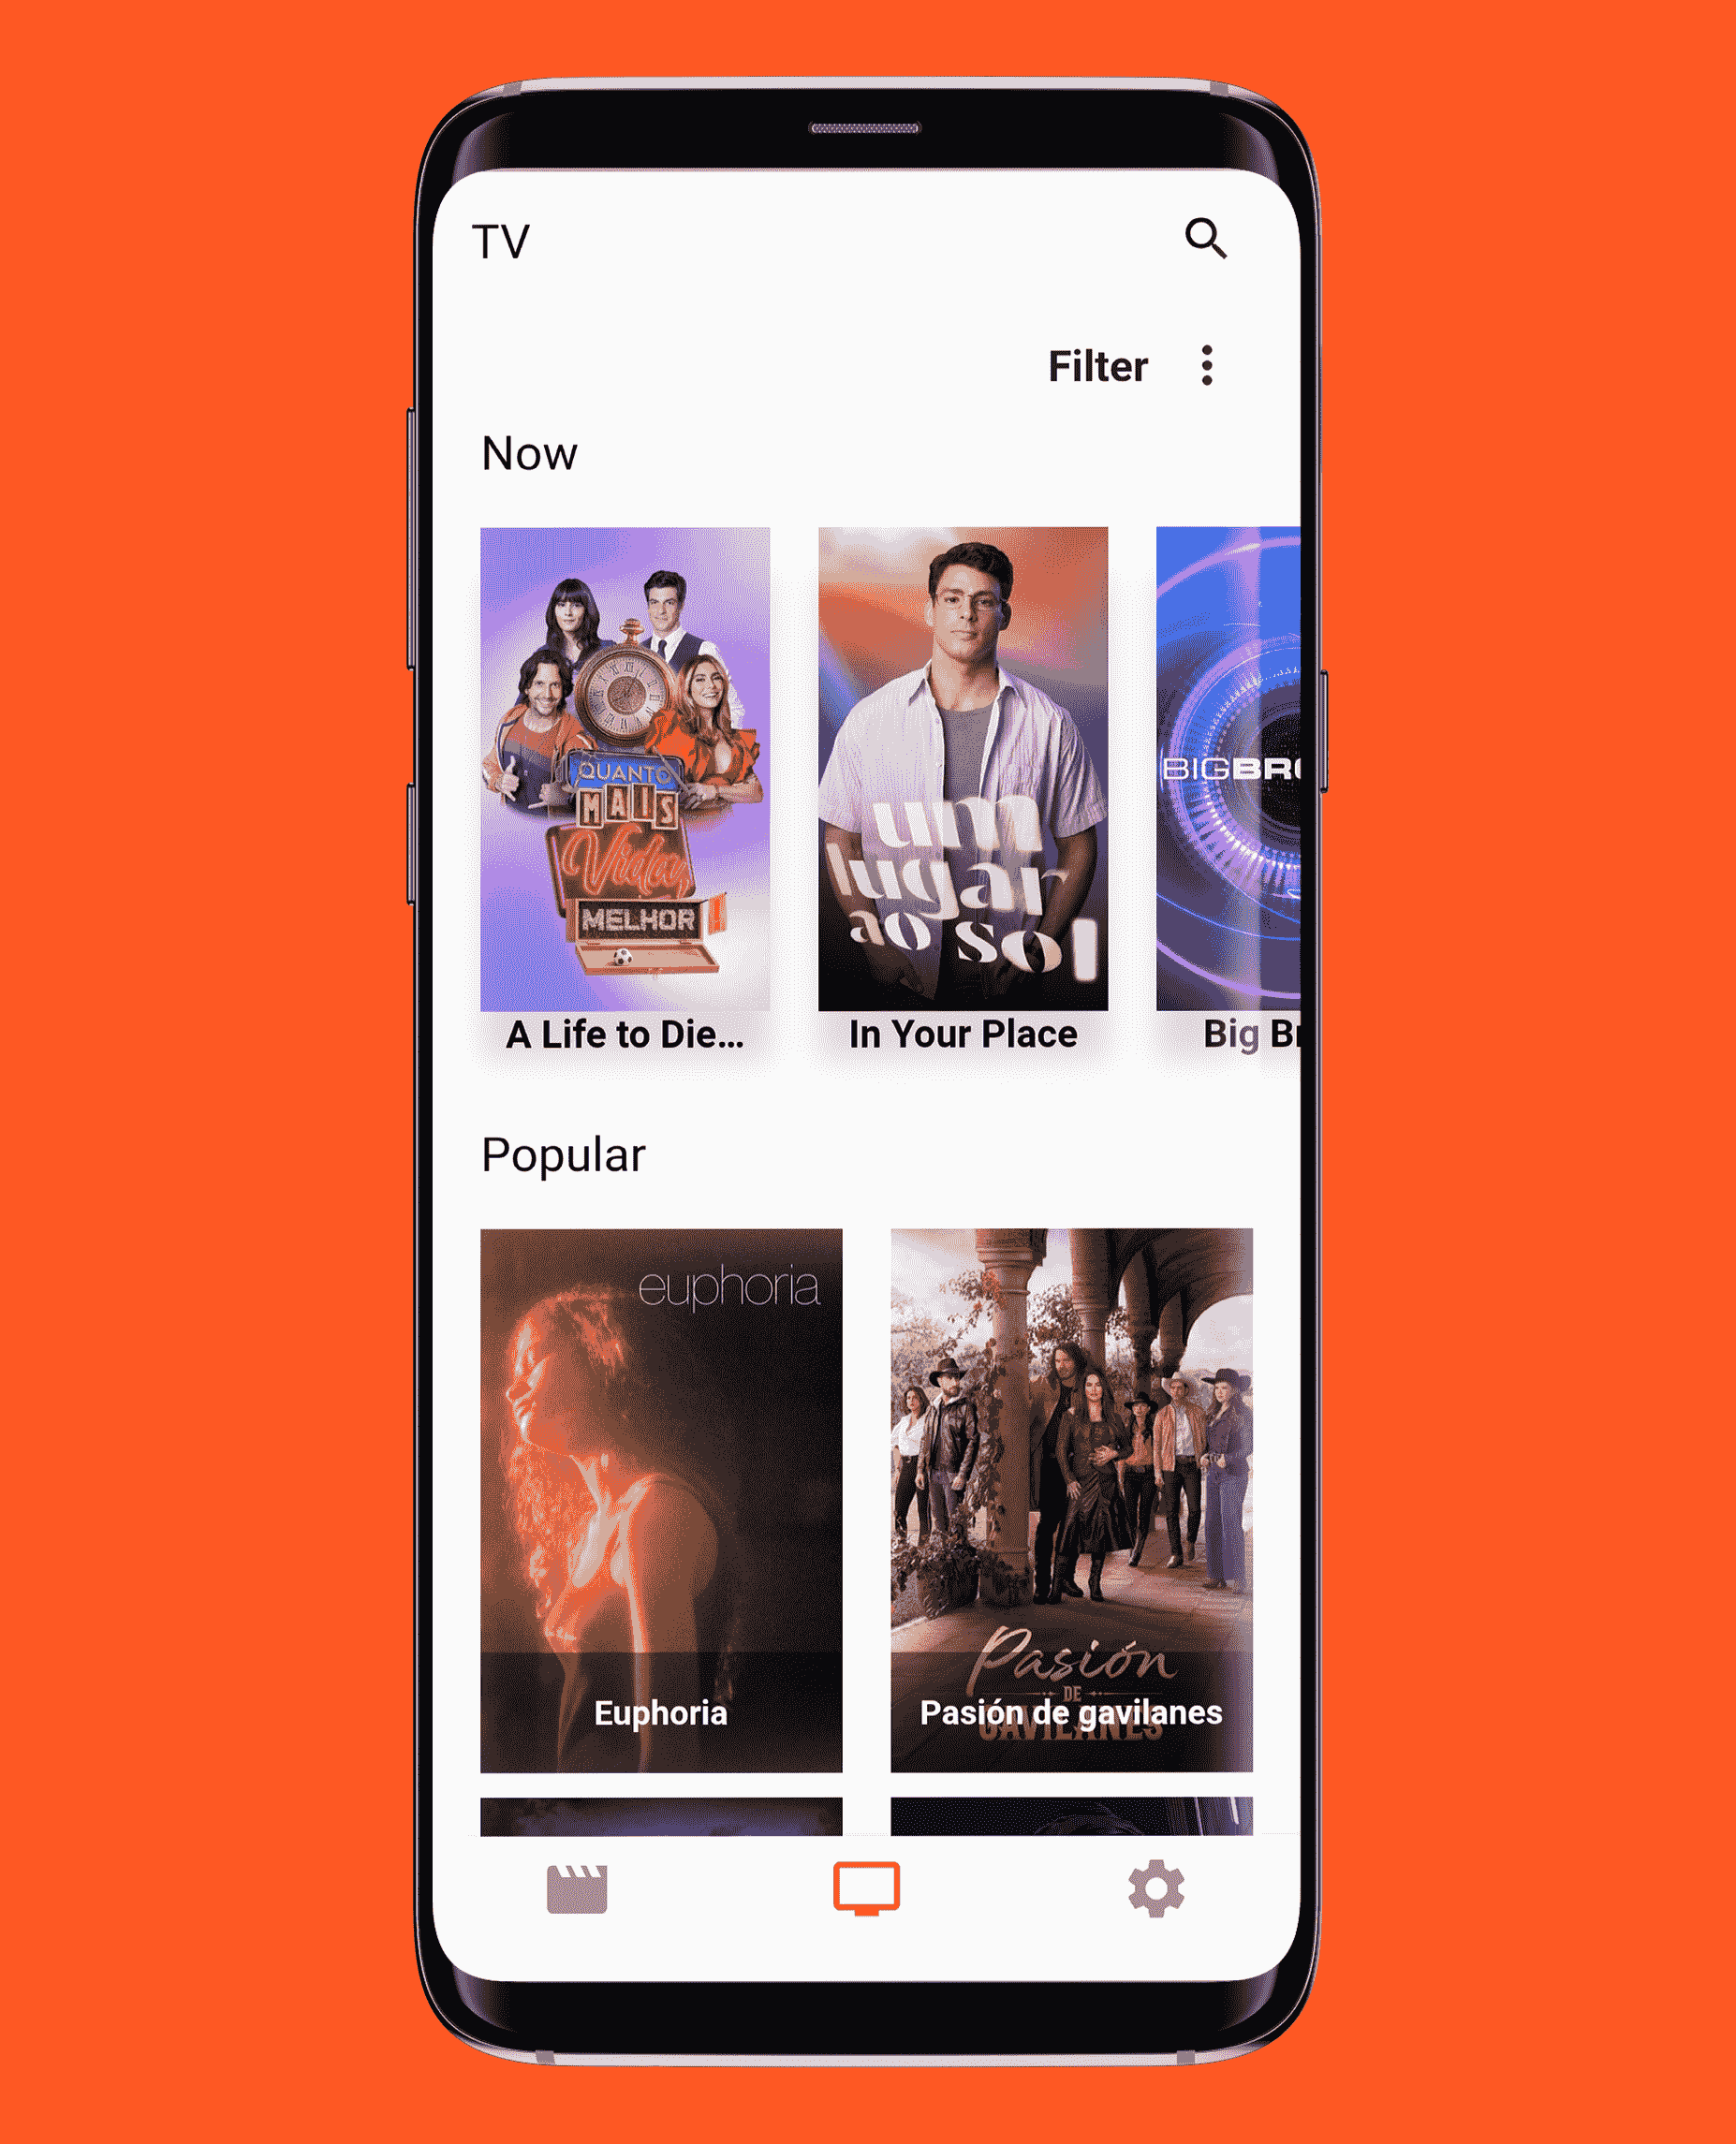 TV
Filter
Now
QUANTO
MAIS
Vida,
MELHOR
um
lugar
ao sol
BIGBRO
A Life to Die...
In Your Place
Big Br
Popular
euphoria
Pasión
DE
GAVILANES
Euphoria
Pasión de gavilanes